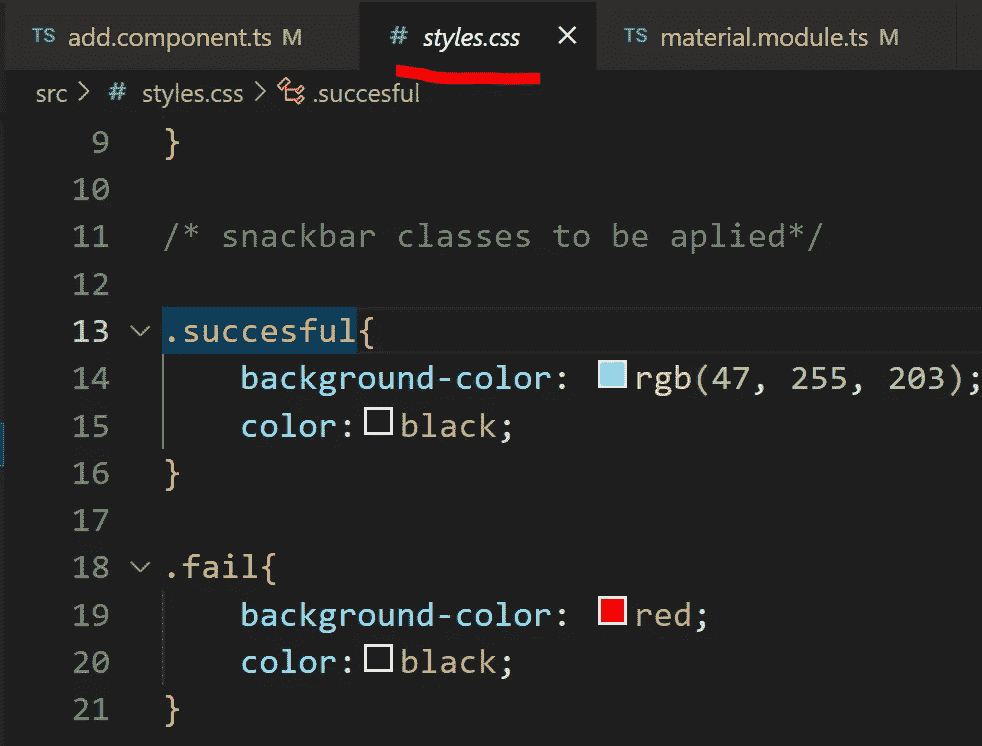 TS add.component.ts M # styles.css × TS material.module.ts M
src > # styles.css > .succesful
9 }
10
11 /* snackbar classes to be aplied*/
12
13 .succesful{
14 background-color: rgb(47, 255, 203);
15 color: black;
16 }
17
18 .fail{
19 background-color: red;
20 color: black;
21 }